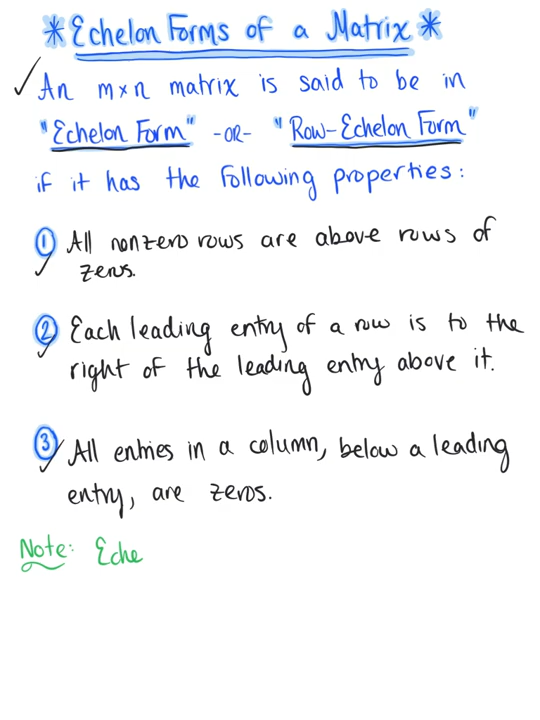 *Echelon Forms of a Matrix*
✓ An m×n matrix is said to be in
"Echelon Form" -OR- "Row-Echelon Form"
if it has the following properties:
① All nonzero rows are above rows of
zeros.
② Each leading entry of a row is to the
right of the leading entry above it.
③ All entries in a column, below a leading
entry, are zeros.
Note: Eche